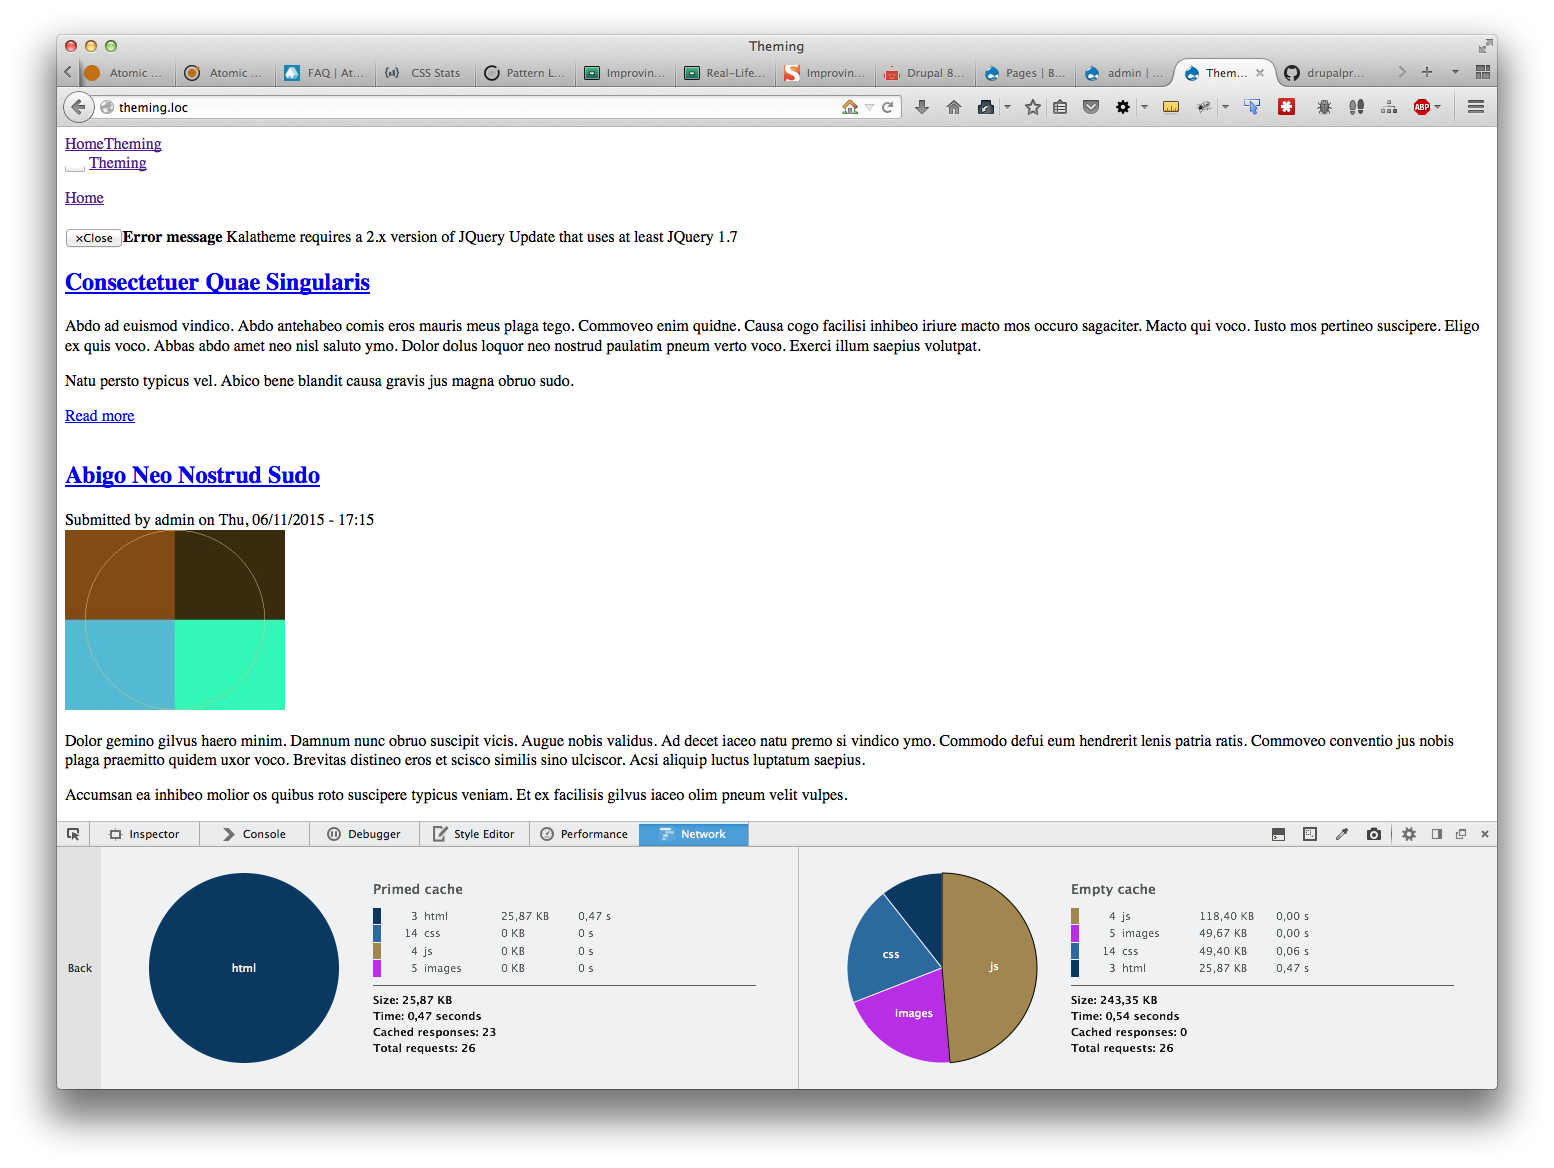 Theming
Atomic ...
Atomic ...
FAQ | At...
CSS Stats
Pattern L...
Improvin...
Real-Life...
Improvin...
Drupal 8...
Pages | B...
admin | ...
Them...
drupalpr...
theming.loc
ABP
HomeTheming
Theming
Home
×Close Error message Kalatheme requires a 2.x version of JQuery Update that uses at least JQuery 1.7
Consectetuer Quae Singularis
Abdo ad euismod vindico. Abdo antehabeo comis eros mauris meus plaga tego. Commoveo enim quidne. Causa cogo facilisi inhibeo iriure macto mos occuro sagaciter. Macto qui voco. Iusto mos pertineo suscipere. Eligo
ex quis voco. Abbas abdo amet neo nisl saluto ymo. Dolor dolus loquor neo nostrud paulatim pneum verto voco. Exerci illum saepius volutpat.
Natu persto typicus vel. Abico bene blandit causa gravis jus magna obruo sudo.
Read more
Abigo Neo Nostrud Sudo
Submitted by admin on Thu, 06/11/2015 - 17:15
Dolor gemino gilvus haero minim. Damnum nunc obruo suscipit vicis. Augue nobis validus. Ad decet iaceo natu premo si vindico ymo. Commodo defui eum hendrerit lenis patria ratis. Commoveo conventio jus nobis
plaga praemitto quidem uxor voco. Brevitas distineo eros et scisco similis sino ulciscor. Acsi aliquip luctus luptatum saepius.
Accumsan ea inhibeo molior os quibus roto suscipere typicus veniam. Et ex facilisis gilvus iaceo olim pneum velit vulpes.
Inspector
Console
Debugger
Style Editor
Performance
Network
Back
html
Primed cache
3 html 25,87 KB 0,47 s
14 css 0 KB 0 s
4 js 0 KB 0 s
5 images 0 KB 0 s
Size: 25,87 KB
Time: 0,47 seconds
Cached responses: 23
Total requests: 26
css
js
images
Empty cache
4 js 118,40 KB 0,00 s
5 images 49,67 KB 0,00 s
14 css 49,40 KB 0,06 s
3 html 25,87 KB 0,47 s
Size: 243,35 KB
Time: 0,54 seconds
Cached responses: 0
Total requests: 26